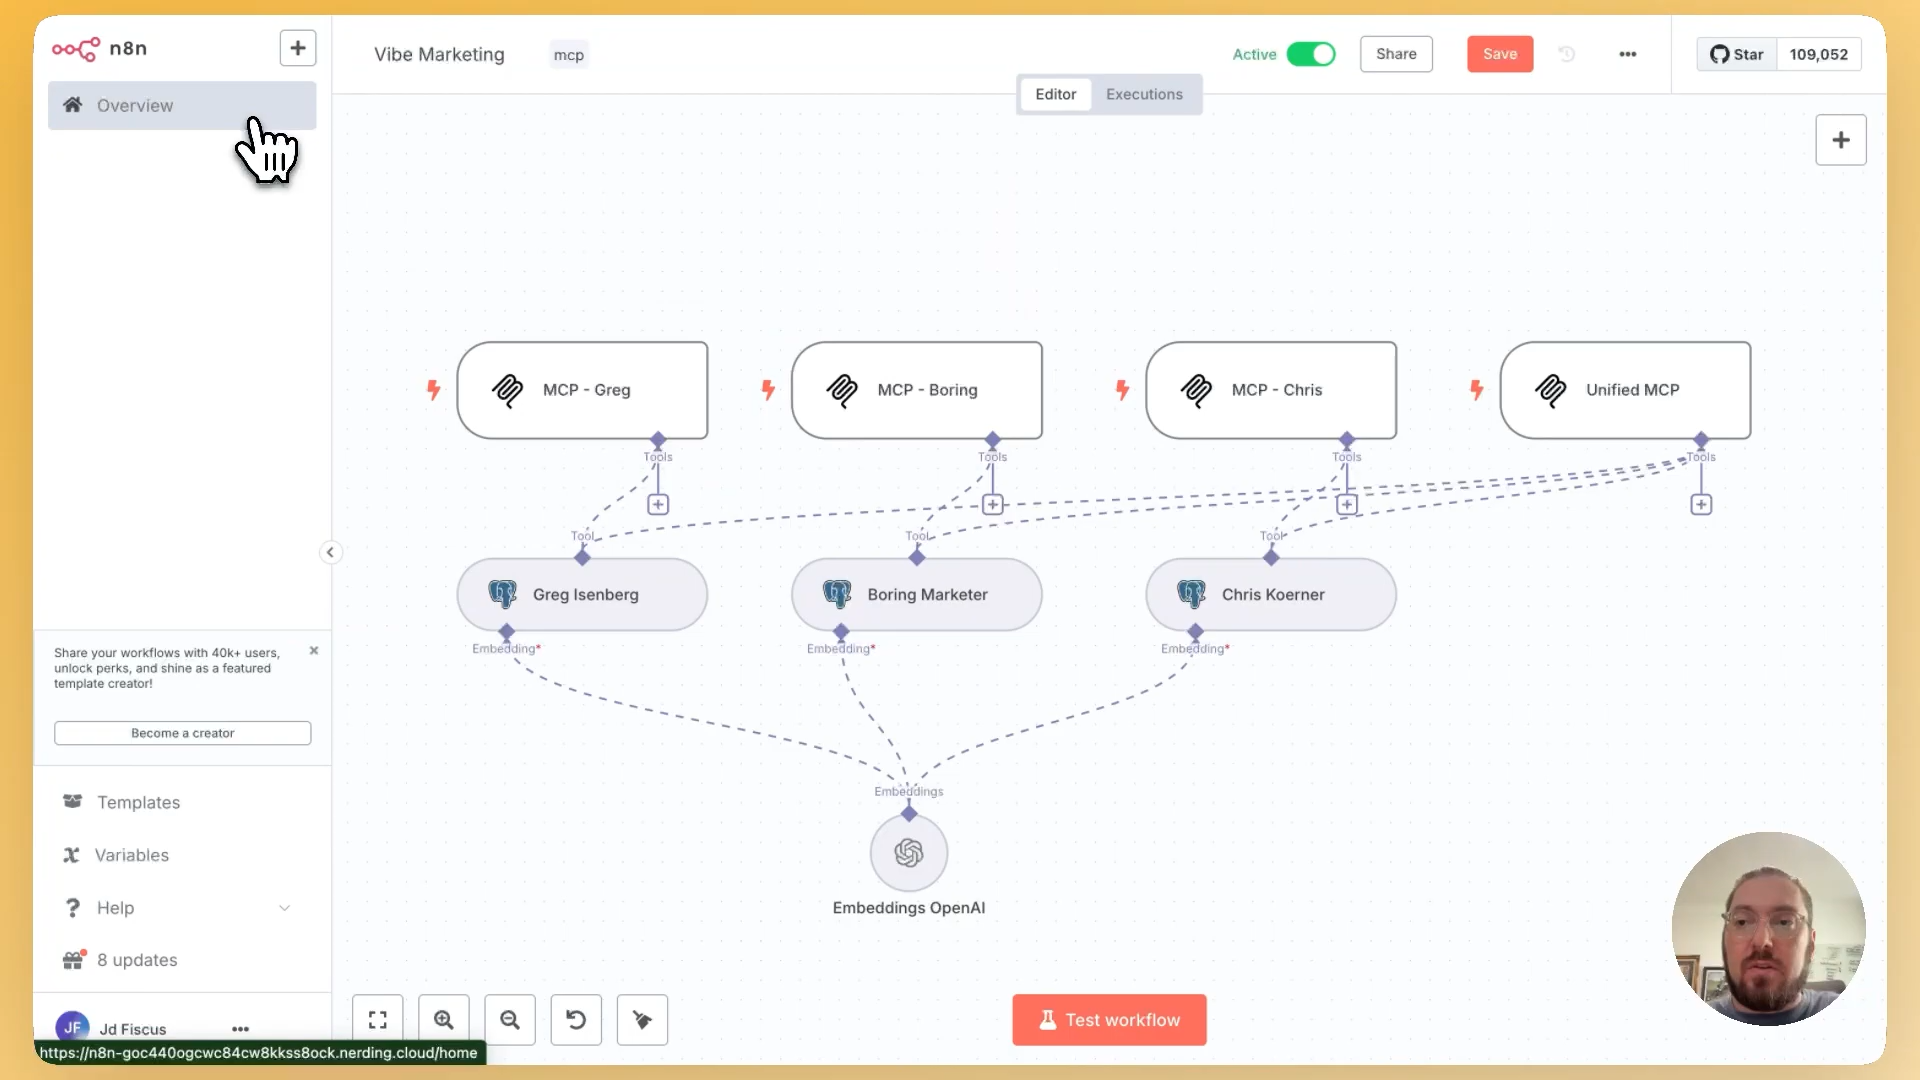 n8n
Overview
Vibe Marketing
mcp
Active
Share
Save
Star
109,052
Editor
Executions
MCP - Greg
MCP - Boring
MCP - Chris
Unified MCP
Tools
Tools
Tools
Tools
Tool
Tool
Tool
Greg Isenberg
Boring Marketer
Chris Koerner
Embedding*
Embedding*
Embedding*
Embeddings
Embeddings OpenAI
Share your workflows with 40k+ users,
unlock perks, and shine as a featured
template creator!
Become a creator
Templates
Variables
Help
8 updates
JF
Jd Fiscus
Test workflow
https://n8n-goc440ogcwc84cw8kkss8ock.nerding.cloud/home